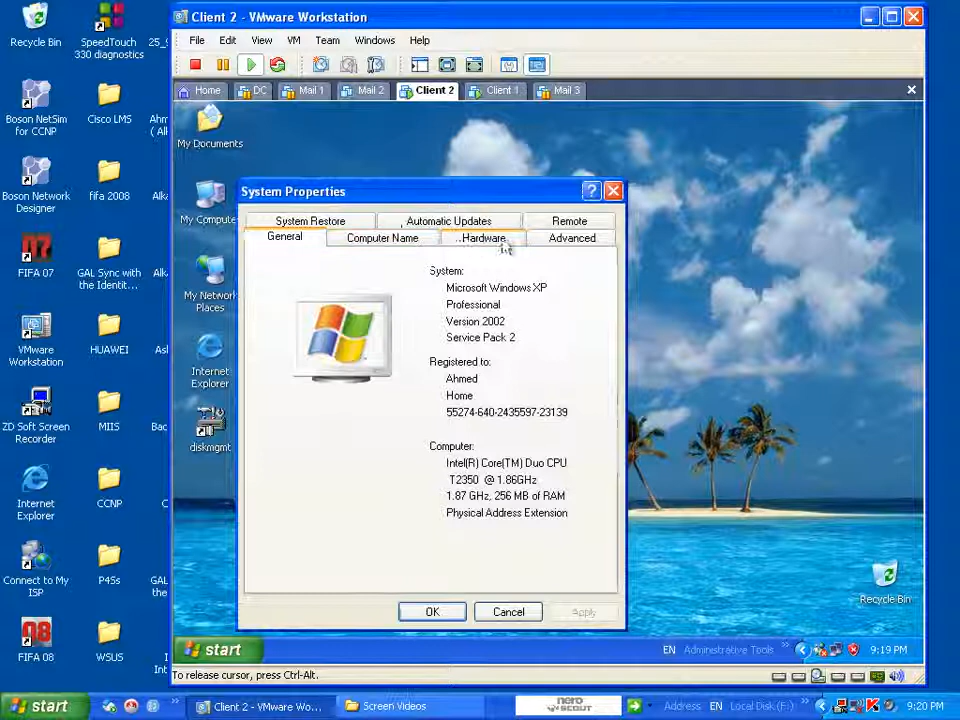 Recycle Bin
SpeedTouch
330 diagnostics
Boson NetSim
for CCNP
Cisco LMS
Boson Network
Designer
fifa 2008
FIFA 07
GAL Sync with
the Identit...
VMware
Workstation
HUAWEI
ZD Soft Screen
Recorder
MIIS
Internet
Explorer
CCNP
Connect to My
ISP
P4Ss
FIFA 08
WSUS
Client 2 - VMware Workstation
File Edit View VM Team Windows Help
Home DC Mail 1 Mail 2 Client 2 Client 1 Mail 3
My Documents
My Compute
My Network
Places
Internet
Explorer
diskmgmt
System Properties
System Restore Automatic Updates Remote
General Computer Name Hardware Advanced
System:
Microsoft Windows XP
Professional
Version 2002
Service Pack 2
Registered to:
Ahmed
Home
55274-640-2435597-23139
Computer:
Intel(R) Core(TM) Duo CPU
T2350 @ 1.86GHz
1.87 GHz, 256 MB of RAM
Physical Address Extension
OK Cancel Apply
Recycle Bin
start EN Administrative Tools 9:19 PM
To release cursor, press Ctrl-Alt.
start Client 2 - VMware Wo... Screen Videos nero SCOUT Address EN Local Disk (F:) 9:20 PM